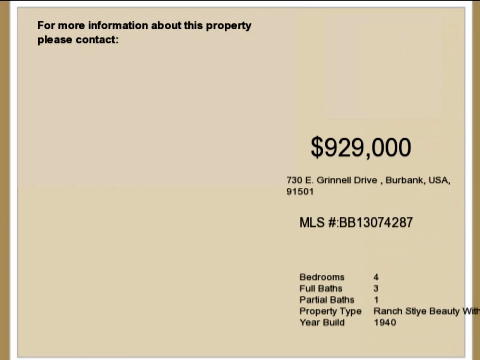 For more information about this property
please contact:
$929,000
730 E. Grinnell Drive , Burbank, USA,
91501
MLS #:BB13074287
Bedrooms 4
Full Baths 3
Partial Baths 1
Property Type Ranch Stlye Beauty With
Year Build 1940